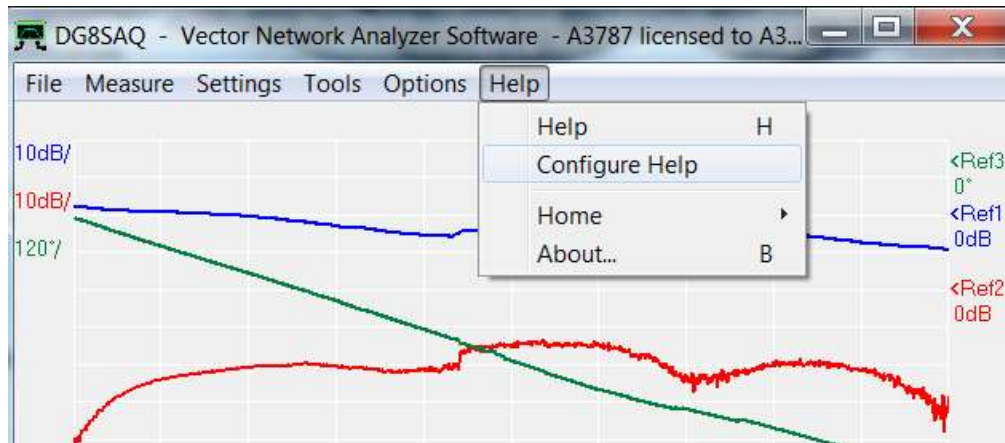 DG8SAQ - Vector Network Analyzer Software - A3787 licensed to A3...
File Measure Settings Tools Options Help
Help H
Configure Help
Home
About... B
10dB/
10dB/
120°/
<Ref3
0°
<Ref1
0dB
<Ref2
0dB